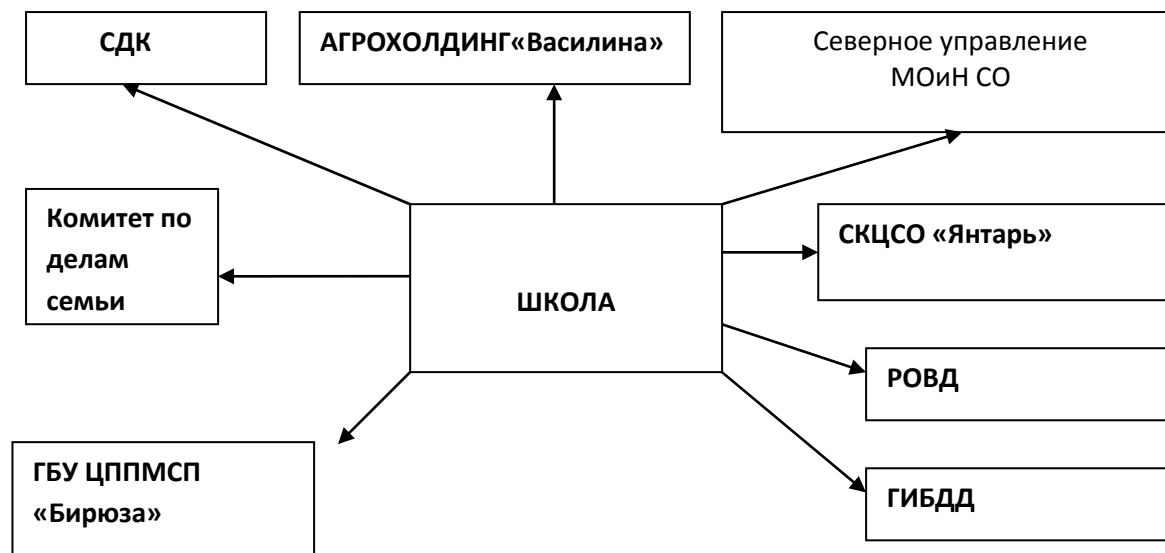 СДК
АГРОХОЛДИНГ«Василина»
Северное управление
МОиН СО
Комитет по
делам
семьи
СКЦСО «Янтарь»
ШКОЛА
РОВД
ГБУ ЦППМСП
«Бирюза»
ГИБДД